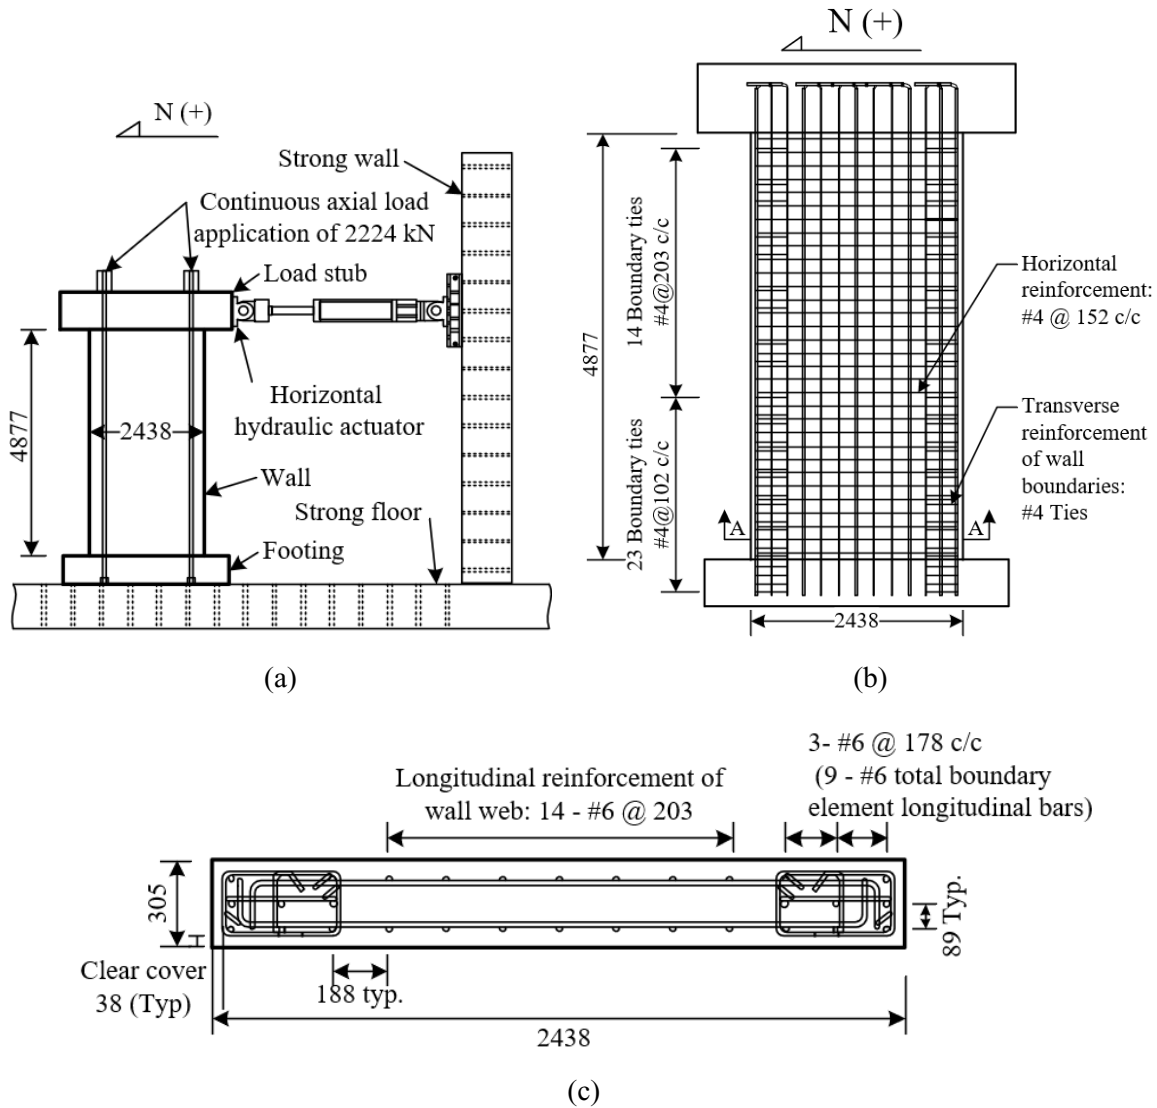 N (+)
Strong wall
Continuous axial load
application of 2224 kN
Load stub
4877
2438
Horizontal
hydraulic actuator
Wall
Strong floor
Footing
(a)
N (+)
14 Boundary ties
#4@203 c/c
4877
23 Boundary ties
#4@102 c/c
Horizontal
reinforcement:
#4 @ 152 c/c
Transverse
reinforcement
of wall
boundaries:
#4 Ties
A
A
2438
(b)
Longitudinal reinforcement of
wall web: 14 - #6 @ 203
3- #6 @ 178 c/c
(9 - #6 total boundary
element longitudinal bars)
305
89 Typ.
Clear cover
38 (Typ)
188 typ.
2438
(c)